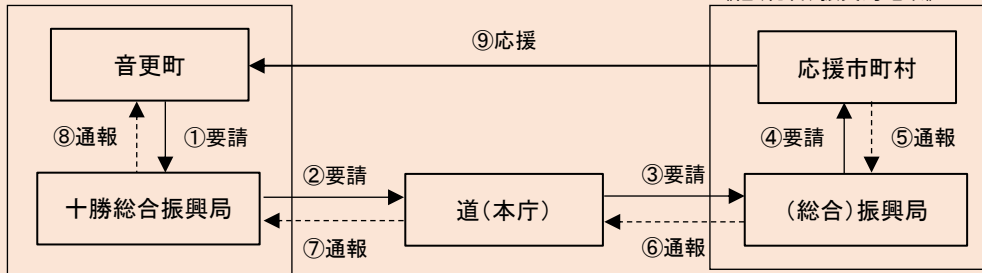 ⑨応援
音更町
応援市町村
⑧通報
①要請
④要請
⑤通報
②要請
③要請
十勝総合振興局
道(本庁)
(総合)振興局
⑦通報
⑥通報